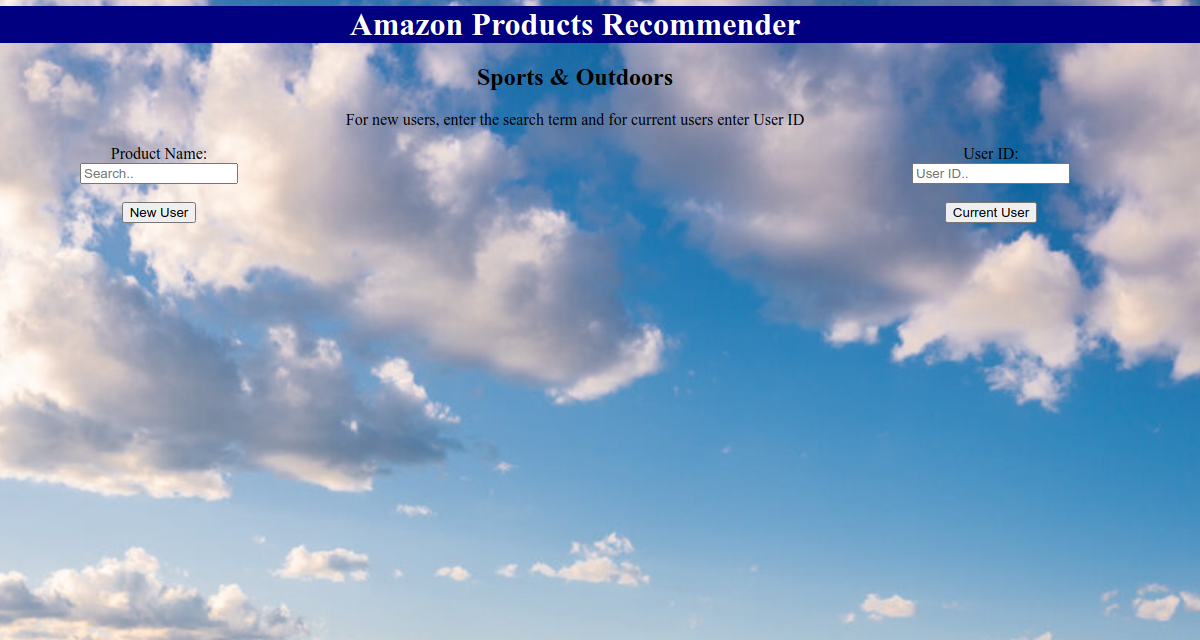 Amazon Products Recommender
Sports & Outdoors
For new users, enter the search term and for current users enter User ID
Product Name:
Search..
New User
User ID:
User ID..
Current User